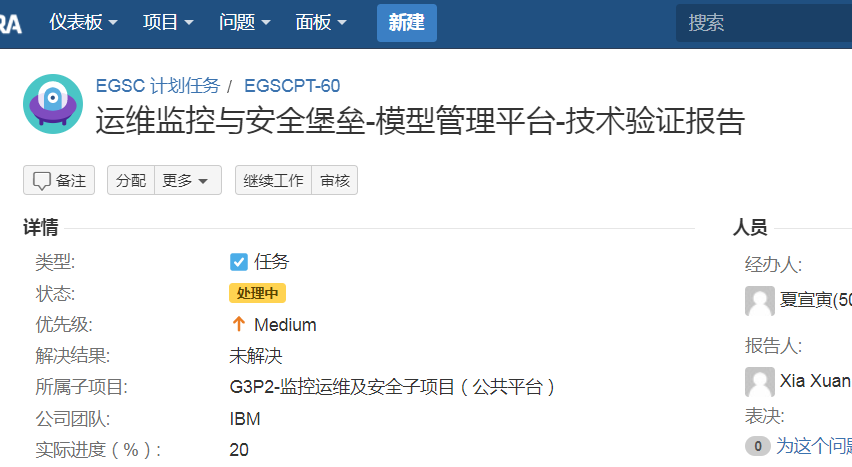 RA 仪表板 项目 问题 面板 新建 搜索
EGSC 计划任务 / EGSCPT-60
运维监控与安全堡垒-模型管理平台-技术验证报告
备注 分配 更多 继续工作 审核
详情
类型: 任务
状态: 处理中
优先级: Medium
解决结果: 未解决
所属子项目: G3P2-监控运维及安全子项目（公共平台）
公司团队: IBM
实际进度（%）: 20
人员
经办人:
夏宣寅(50
报告人:
Xia Xuan
表决:
0 为这个问题